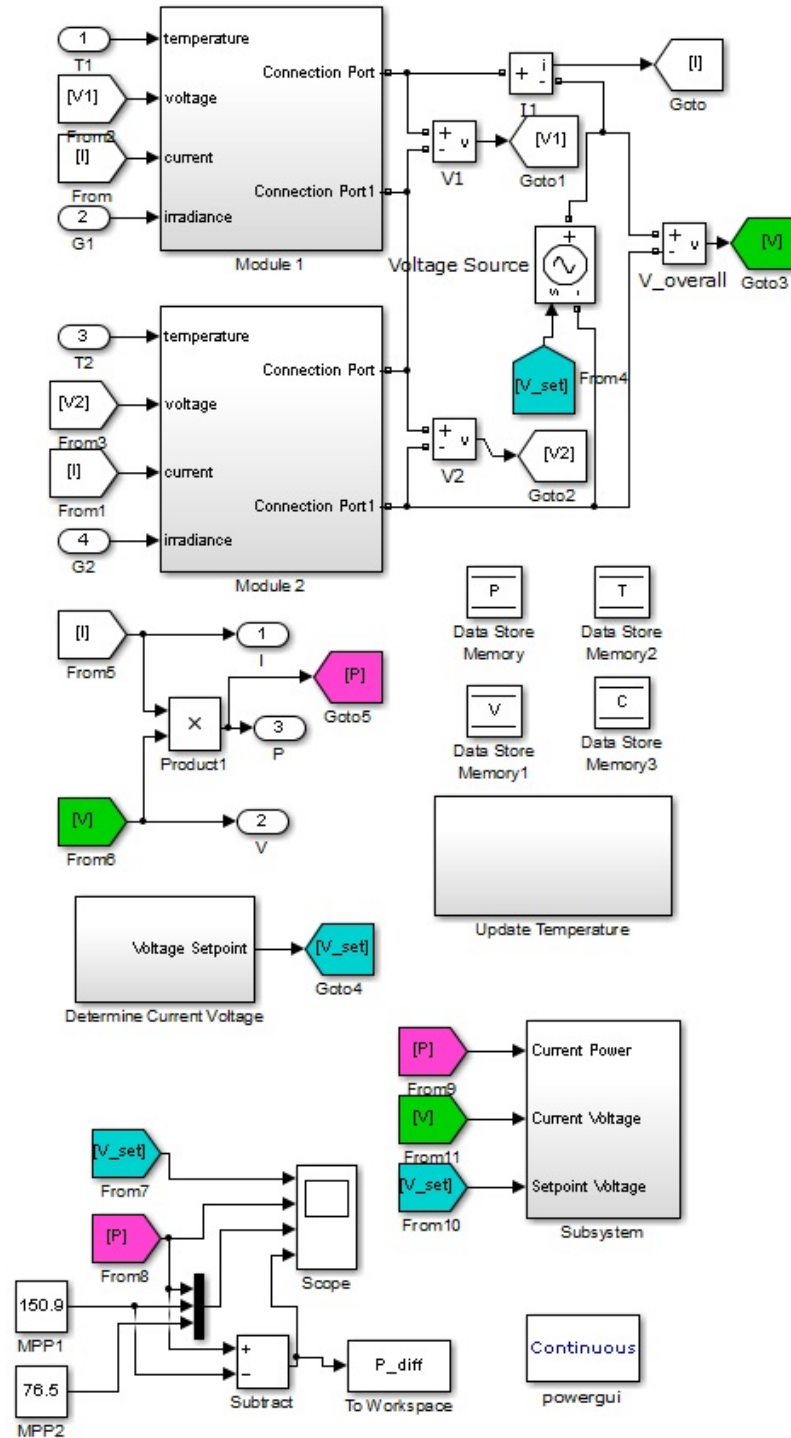 1
T1
temperature
[V1]
From2
voltage
[I]
From
current
2
G1
irradiance
Connection Port
Connection Port1
Module 1
+
i
-
I1
[I]
Goto
+
-
v
V1
[V1]
Goto1
Voltage Source
+
S
-
+
-
v
V_overall
[V]
Goto3
[V_set]
From4
3
T2
temperature
[V2]
From3
voltage
[I]
From1
current
4
G2
irradiance
Connection Port
Connection Port1
Module 2
+
-
v
V2
[V2]
Goto2
[I]
From5
1
I
[P]
Goto5
×
Product1
3
P
[V]
From6
2
V
P
Data Store
Memory
T
Data Store
Memory2
V
Data Store
Memory1
C
Data Store
Memory3
Update Temperature
Voltage Setpoint
Determine Current Voltage
[V_set]
Goto4
[P]
From9
Current Power
[V]
From11
Current Voltage
[V_set]
From10
Setpoint Voltage
Subsystem
[V_set]
From7
[P]
From8
Scope
150.9
MPP1
76.5
MPP2
+
−
Subtract
P_diff
To Workspace
Continuous
powergui